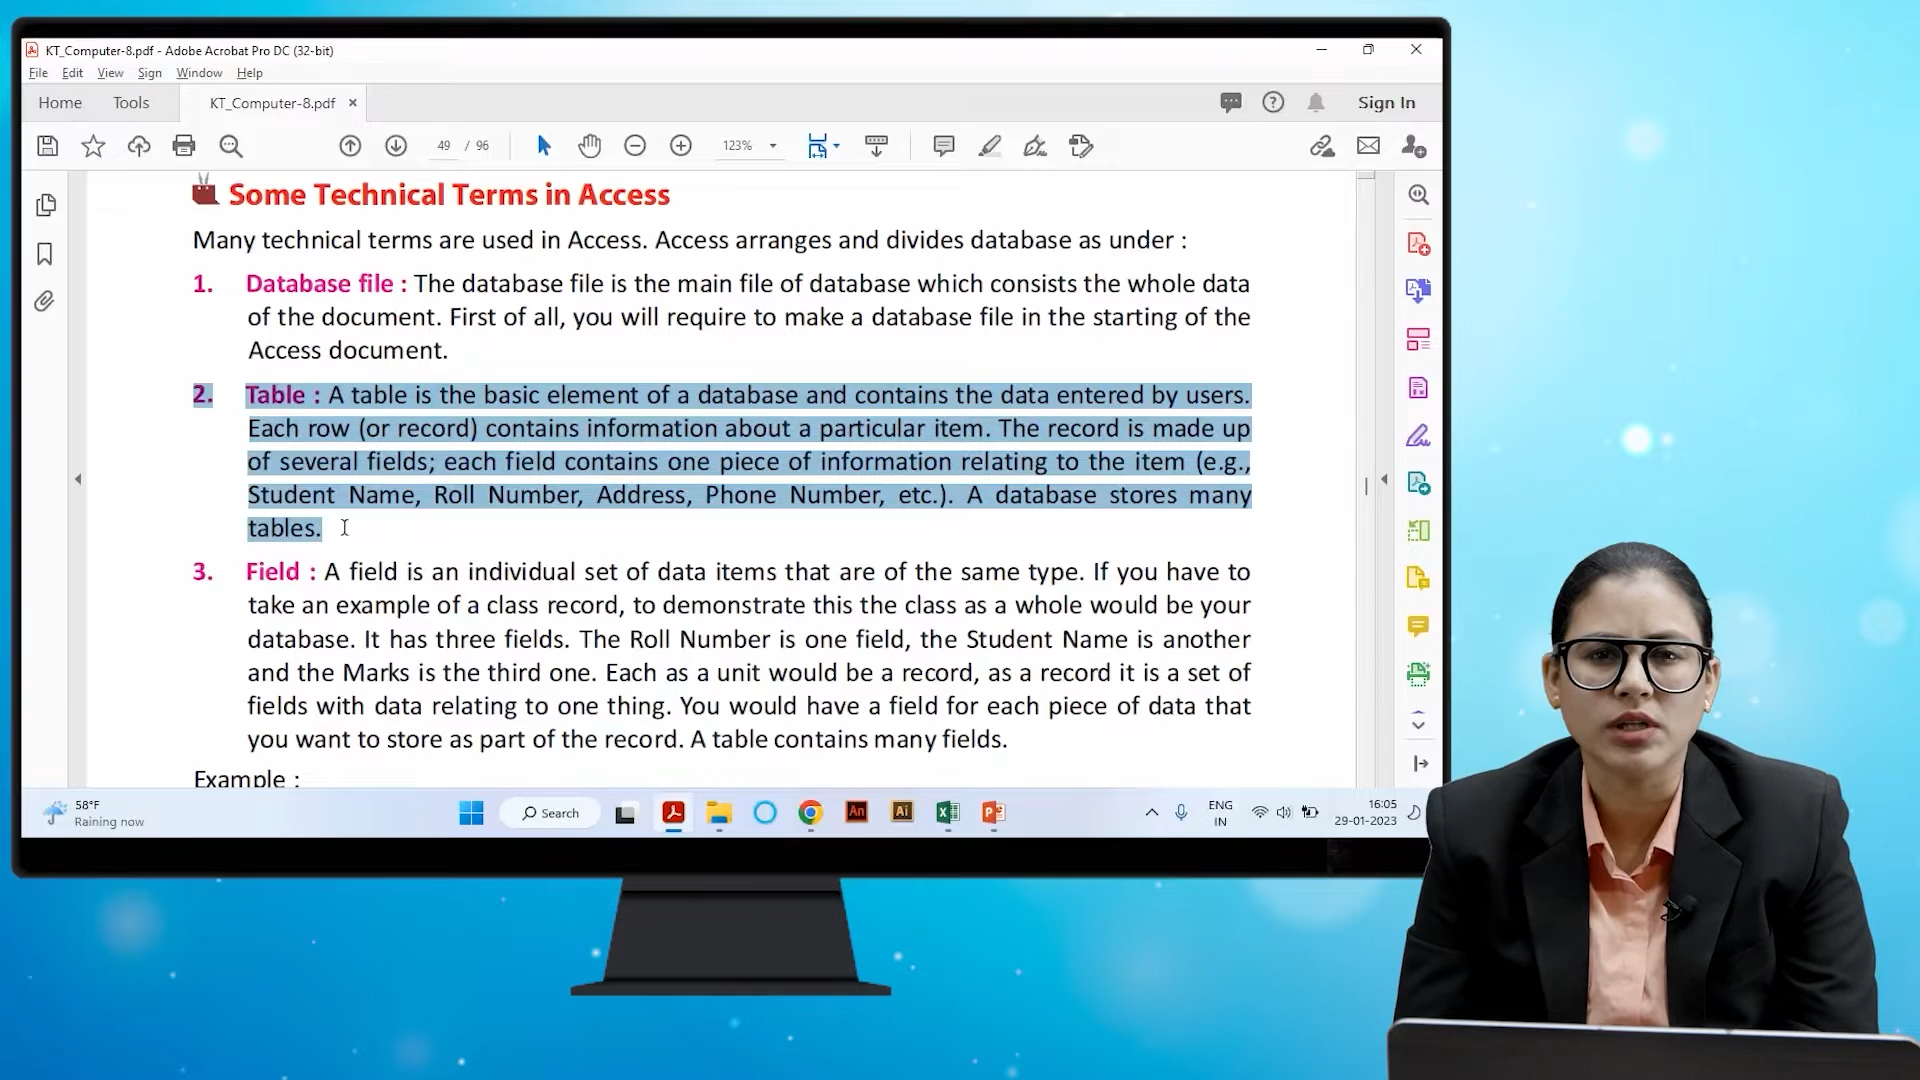 KT_Computer-8.pdf - Adobe Acrobat Pro DC (32-bit)
File Edit View Sign Window Help
Home Tools KT_Computer-8.pdf × Sign In
49 / 96 123%
Some Technical Terms in Access
Many technical terms are used in Access. Access arranges and divides database as under :
1. Database file : The database file is the main file of database which consists the whole data
of the document. First of all, you will require to make a database file in the starting of the
Access document.
2. Table : A table is the basic element of a database and contains the data entered by users.
Each row (or record) contains information about a particular item. The record is made up
of several fields; each field contains one piece of information relating to the item (e.g.,
Student Name, Roll Number, Address, Phone Number, etc.). A database stores many
tables.
3. Field : A field is an individual set of data items that are of the same type. If you have to
take an example of a class record, to demonstrate this the class as a whole would be your
database. It has three fields. The Roll Number is one field, the Student Name is another
and the Marks is the third one. Each as a unit would be a record, as a record it is a set of
fields with data relating to one thing. You would have a field for each piece of data that
you want to store as part of the record. A table contains many fields.
Example :
58°F
Raining now
Search
An
Ai
ENG
IN
16:05
29-01-2023